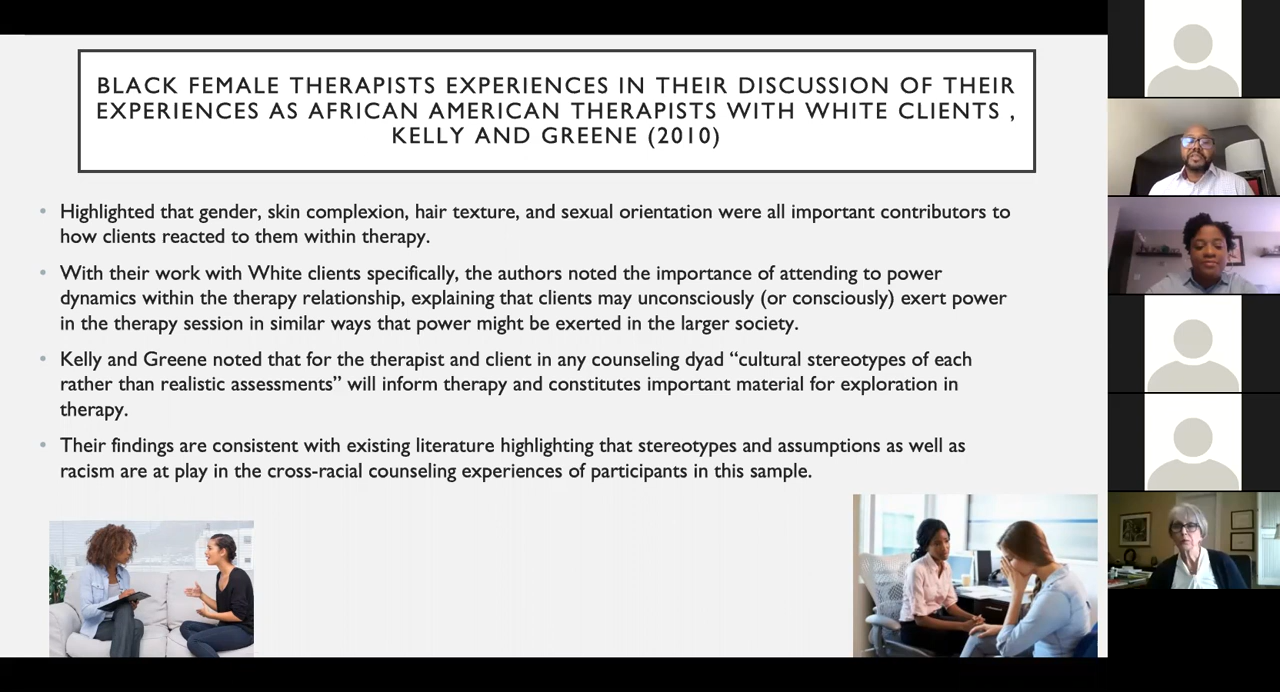 BLACK FEMALE THERAPISTS EXPERIENCES IN THEIR DISCUSSION OF THEIR
EXPERIENCES AS AFRICAN AMERICAN THERAPISTS WITH WHITE CLIENTS ,
KELLY AND GREENE (2010)
• Highlighted that gender, skin complexion, hair texture, and sexual orientation were all important contributors to
how clients reacted to them within therapy.
• With their work with White clients specifically, the authors noted the importance of attending to power
dynamics within the therapy relationship, explaining that clients may unconsciously (or consciously) exert power
in the therapy session in similar ways that power might be exerted in the larger society.
• Kelly and Greene noted that for the therapist and client in any counseling dyad “cultural stereotypes of each
rather than realistic assessments” will inform therapy and constitutes important material for exploration in
therapy.
• Their findings are consistent with existing literature highlighting that stereotypes and assumptions as well as
racism are at play in the cross-racial counseling experiences of participants in this sample.